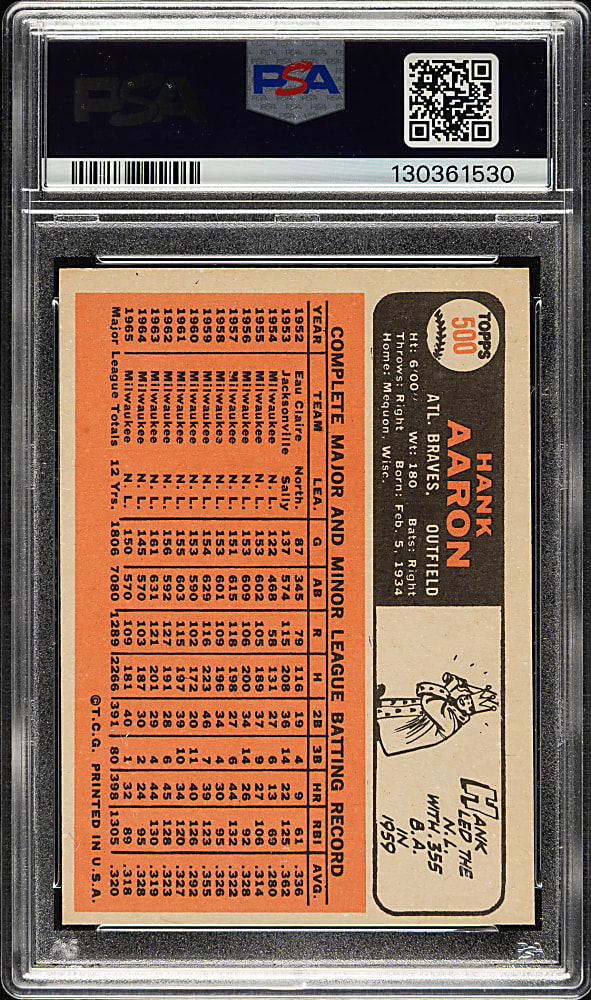 PSA
PSA
130361530
TOPPS
500
HANK
AARON
ATL. BRAVES. OUTFIELD
Ht: 6'00" Wt: 180 Bats: Right
Throws: Right Born: Feb. 5, 1934
Home: Mequon, Wisc.
HANK
LED THE
N.L.
WITH 355
B.A.
IN
1959
COMPLETE MAJOR AND MINOR LEAGUE BATTING RECORD
YEAR TEAM LEA. G AB R H 2B 3B HR RBI AVG.
1952 Eau Claire North. 87 345 79 116 19 4 9 61 .336
1953 Jacksonville Sally 137 574 115 208 36 14 22 125 .362
1954 Milwaukee N. L. 122 468 58 131 27 6 13 69 .280
1955 Milwaukee N. L. 153 602 105 189 37 9 27 106 .314
1956 Milwaukee N. L. 153 609 106 200 34 14 26 92 .328
1957 Milwaukee N. L. 151 615 118 198 27 6 44 132 .322
1958 Milwaukee N. L. 153 601 109 196 34 4 30 95 .326
1959 Milwaukee N. L. 154 629 116 223 46 7 39 123 .355
1960 Milwaukee N. L. 153 590 102 172 20 11 40 126 .292
1961 Milwaukee N. L. 155 603 115 197 39 10 34 120 .327
1962 Milwaukee N. L. 156 592 127 191 28 6 45 128 .323
1963 Milwaukee N. L. 161 631 121 201 29 4 44 130 .319
1964 Milwaukee N. L. 145 570 103 187 30 2 24 95 .328
1965 Milwaukee N. L. 150 570 109 181 40 1 32 89 .318
Major League Totals 12 Yrs. 1806 7080 1289 2266 391 80 398 1305 .320
©T.C.G. PRINTED IN U.S.A.
PSA